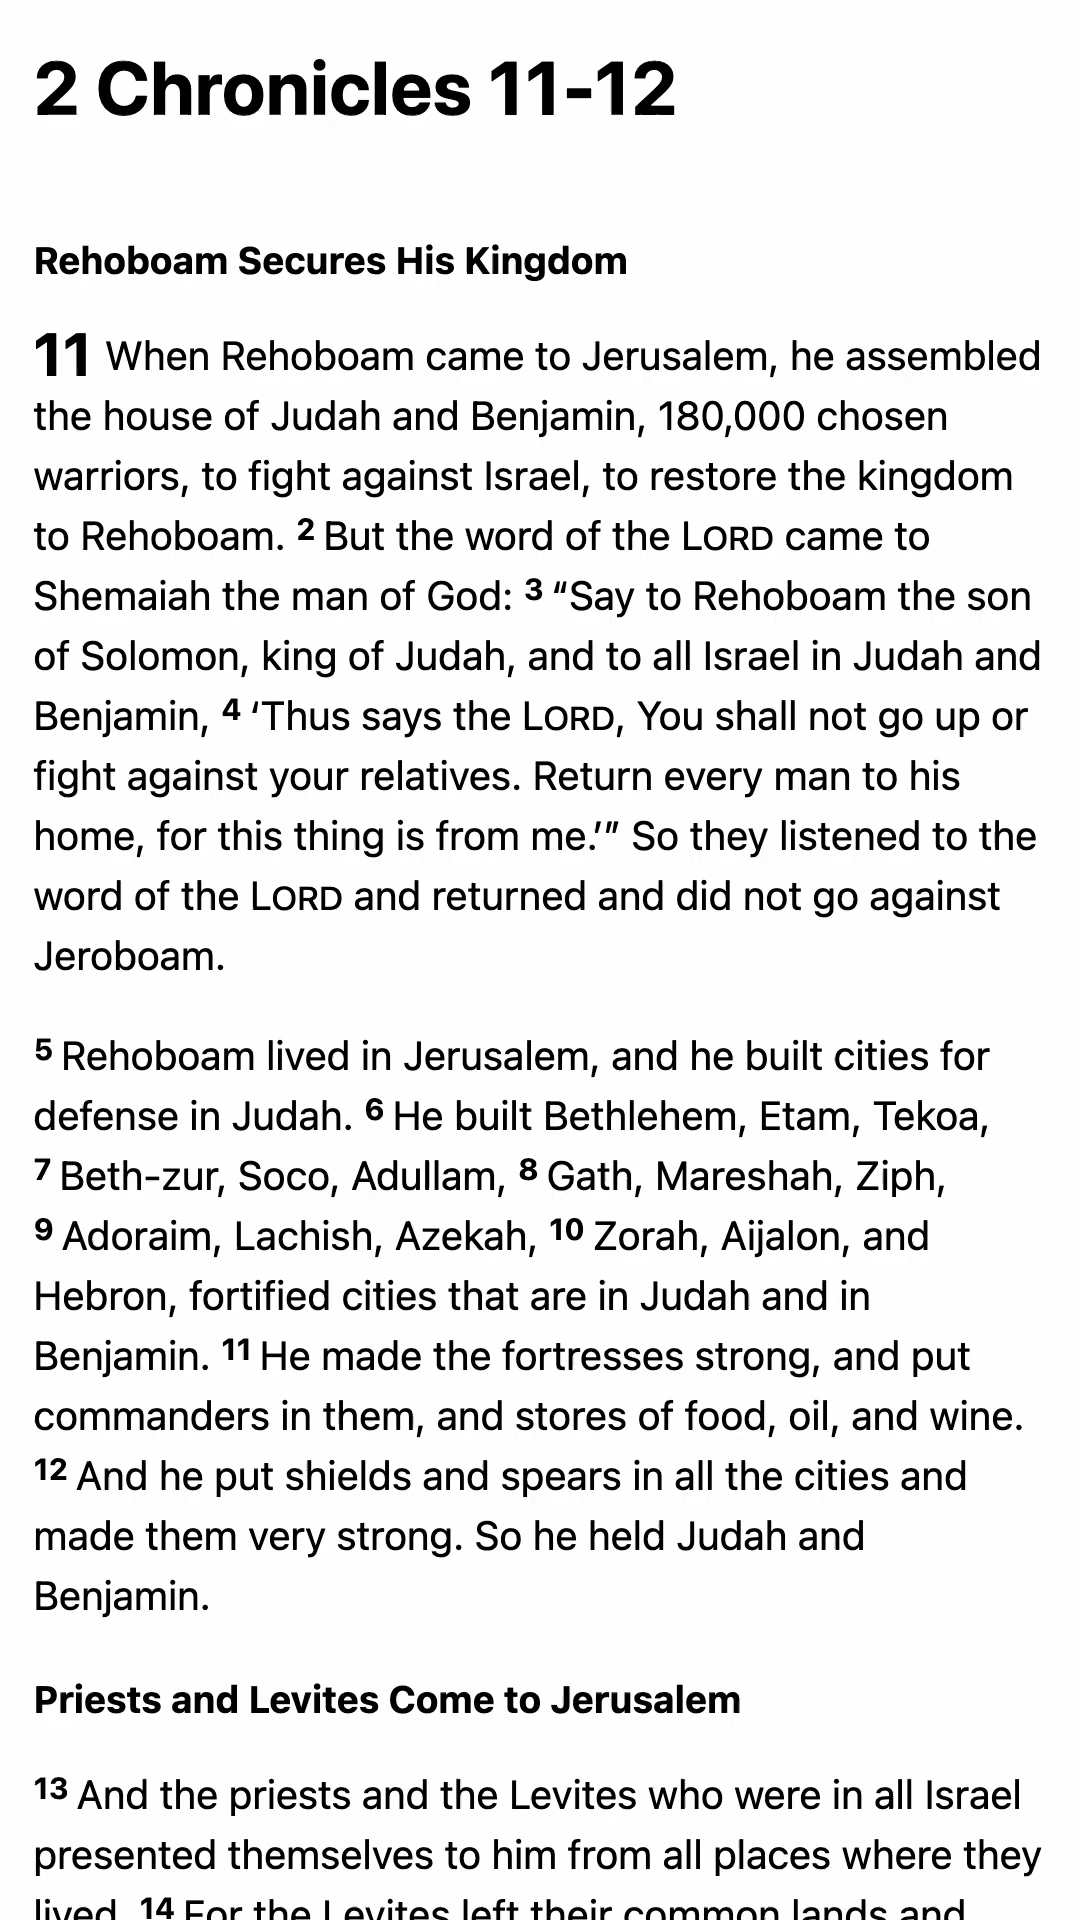 2 Chronicles 11-12
Rehoboam Secures His Kingdom
11 When Rehoboam came to Jerusalem, he assembled
the house of Judah and Benjamin, 180,000 chosen
warriors, to fight against Israel, to restore the kingdom
to Rehoboam. 2 But the word of the LORD came to
Shemaiah the man of God: 3 “Say to Rehoboam the son
of Solomon, king of Judah, and to all Israel in Judah and
Benjamin, 4 ‘Thus says the LORD, You shall not go up or
fight against your relatives. Return every man to his
home, for this thing is from me.’” So they listened to the
word of the LORD and returned and did not go against
Jeroboam.
5 Rehoboam lived in Jerusalem, and he built cities for
defense in Judah. 6 He built Bethlehem, Etam, Tekoa,
7 Beth-zur, Soco, Adullam, 8 Gath, Mareshah, Ziph,
9 Adoraim, Lachish, Azekah, 10 Zorah, Aijalon, and
Hebron, fortified cities that are in Judah and in
Benjamin. 11 He made the fortresses strong, and put
commanders in them, and stores of food, oil, and wine.
12 And he put shields and spears in all the cities and
made them very strong. So he held Judah and
Benjamin.
Priests and Levites Come to Jerusalem
13 And the priests and the Levites who were in all Israel
presented themselves to him from all places where they
lived. 14 For the Levites left their common lands and